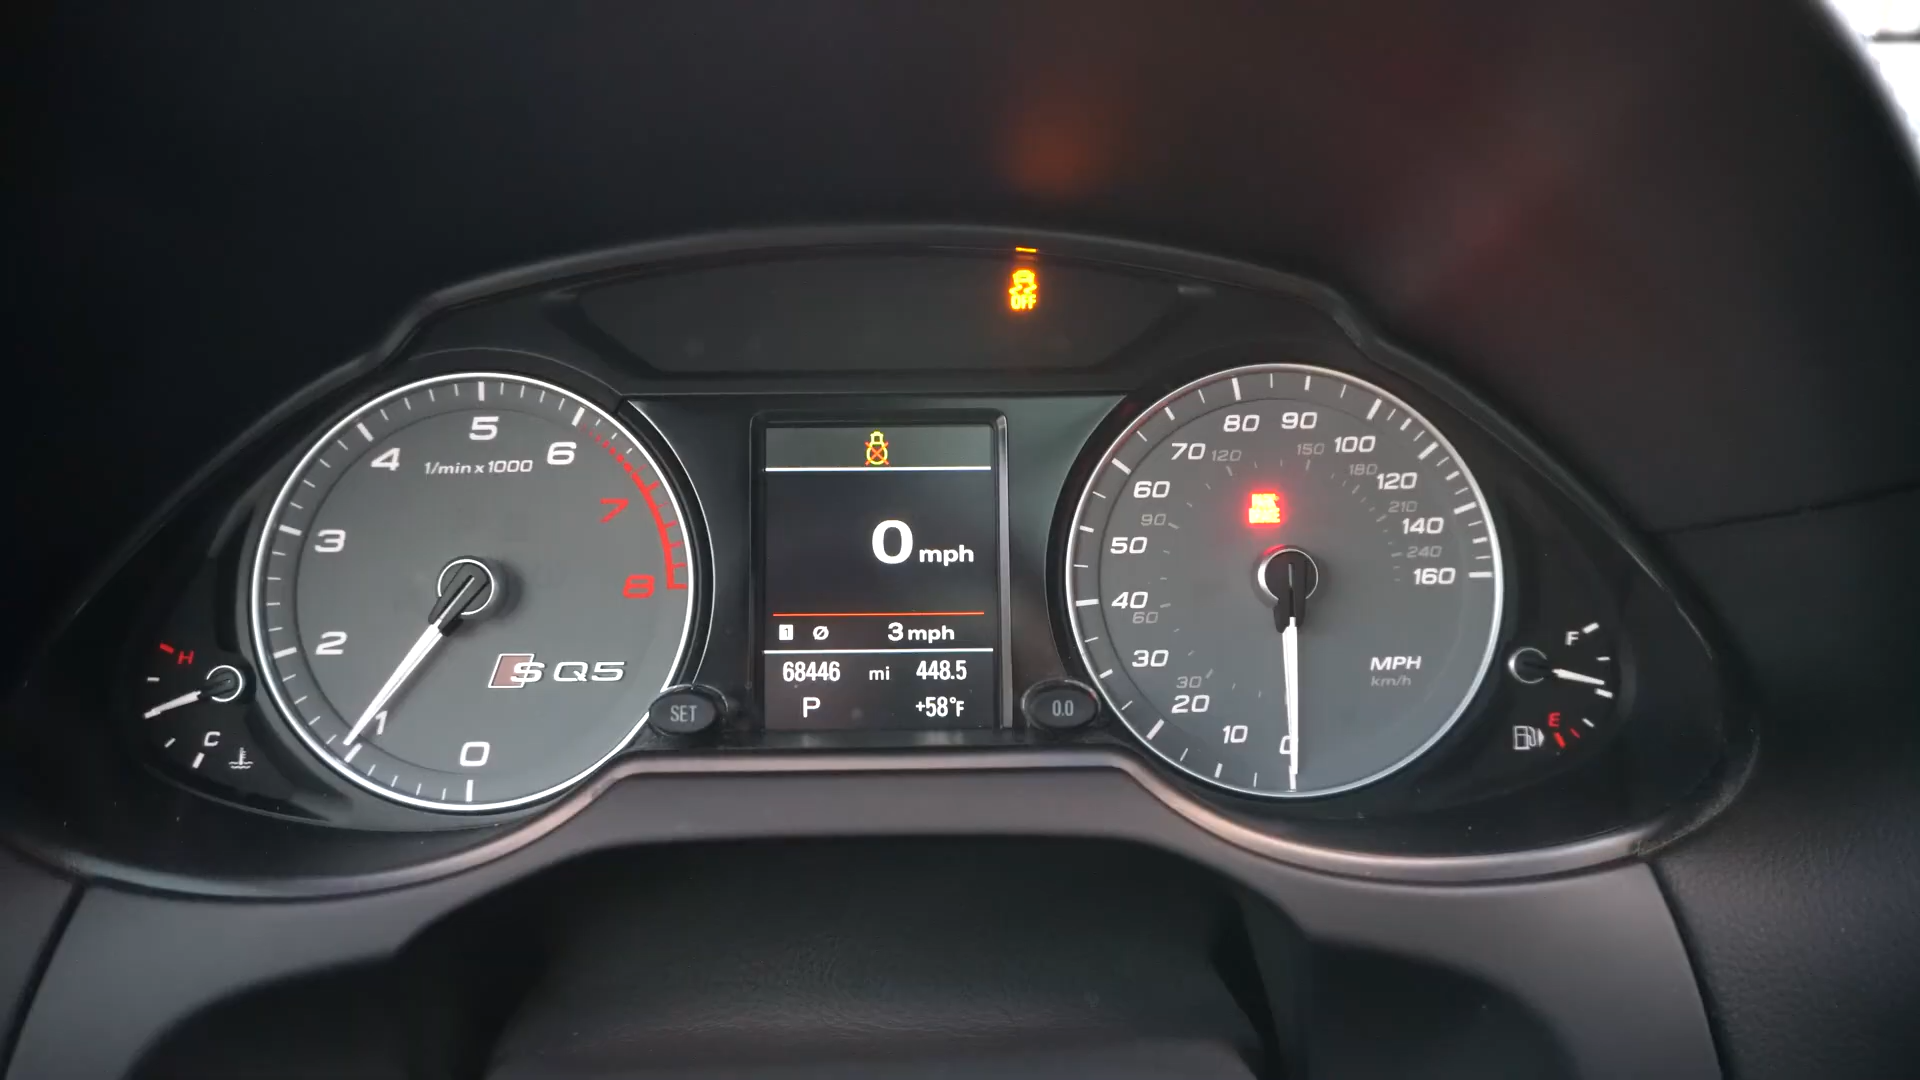 OFF
5
4
6
1/min x 1000
7
3
8
2
SQ5
1
0
H
C
0 mph
1 Ø 3 mph
68446 mi 448.5
P +58°F
SET
0.0
80 90
70 120 150 100
180
60 120
90 210
50 140
240
40 160
60
30 MPH
30 km/h
20
10 0
F
E